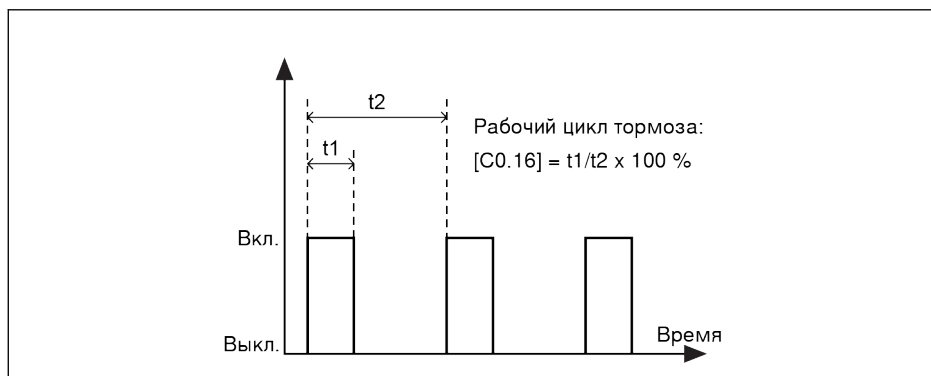 t2
Рабочий цикл тормоза:
t1
[C0.16] = t1/t2 x 100 %
Вкл.
Время
Выкл.